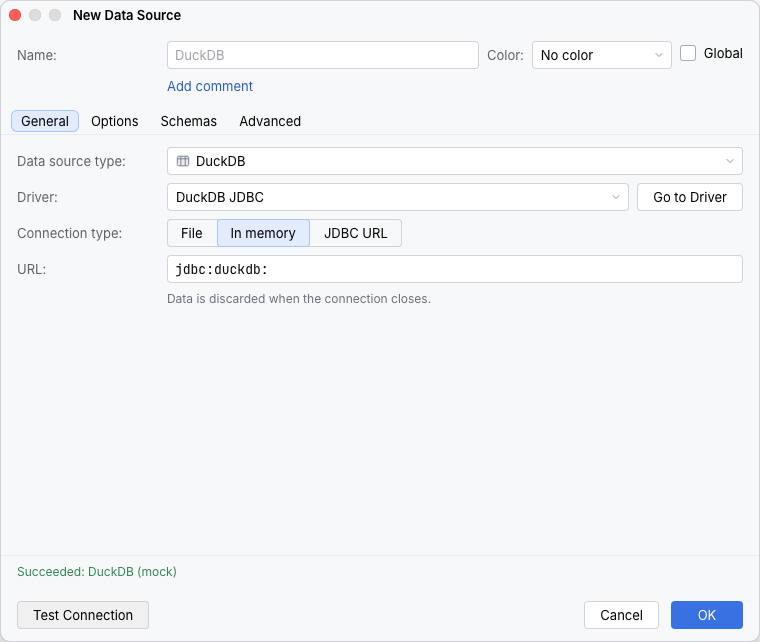 New Data Source
Name: DuckDB Color: No color Global
Add comment
General Options Schemas Advanced
Data source type: DuckDB
Driver: DuckDB JDBC Go to Driver
Connection type: File In memory JDBC URL
URL: jdbc:duckdb:
Data is discarded when the connection closes.
Succeeded: DuckDB (mock)
Test Connection Cancel OK